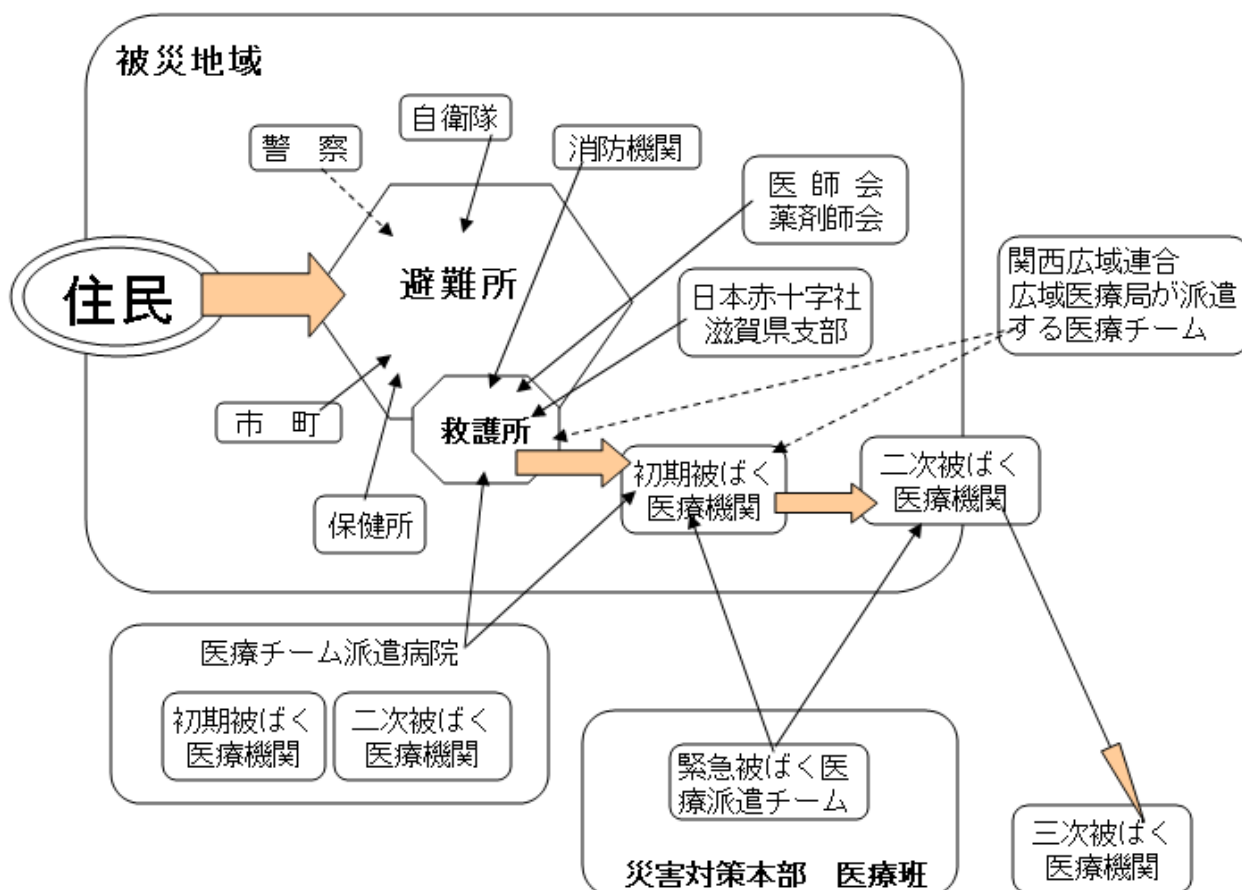 被災地域
自衛隊
警　察
消防機関
医 師 会
薬剤師会
関西広域連合
広域医療局が派遣
する医療チーム
住民
避難所
日本赤十字社
滋賀県支部
市　町
救護所
初期被ばく
医療機関
二次被ばく
医療機関
保健所
医療チーム派遣病院
初期被ばく
医療機関
二次被ばく
医療機関
緊急被ばく医
療派遣チーム
災害対策本部　医療班
三次被ばく
医療機関